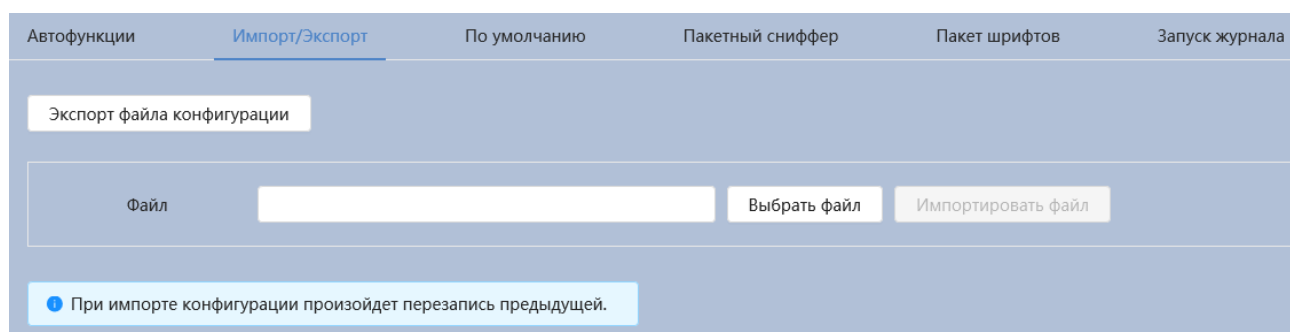 Автофункции Импорт/Экспорт По умолчанию Пакетный сниффер Пакет шрифтов Запуск журнала
Экспорт файла конфигурации
Файл Выбрать файл Импортировать файл
При импорте конфигурации произойдет перезапись предыдущей.